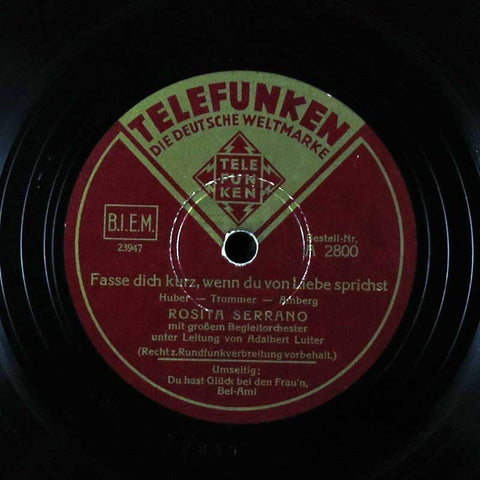 TELEFUNKEN
DIE DEUTSCHE WELTMARKE
TELE
FUN
KEN
B.I.E.M.
23947
Bestell-Nr.
A 2800
Fasse dich kurz, wenn du von Liebe sprichst
Huber — Trommer — Amberg
ROSITA SERRANO
mit großem Begleitorchester
unter Leitung von Adalbert Lutter
(Recht z. Rundfunkverbreitung vorbehalt.)
Umseitig:
Du hast Glück bei den Frau'n,
Bel-Ami